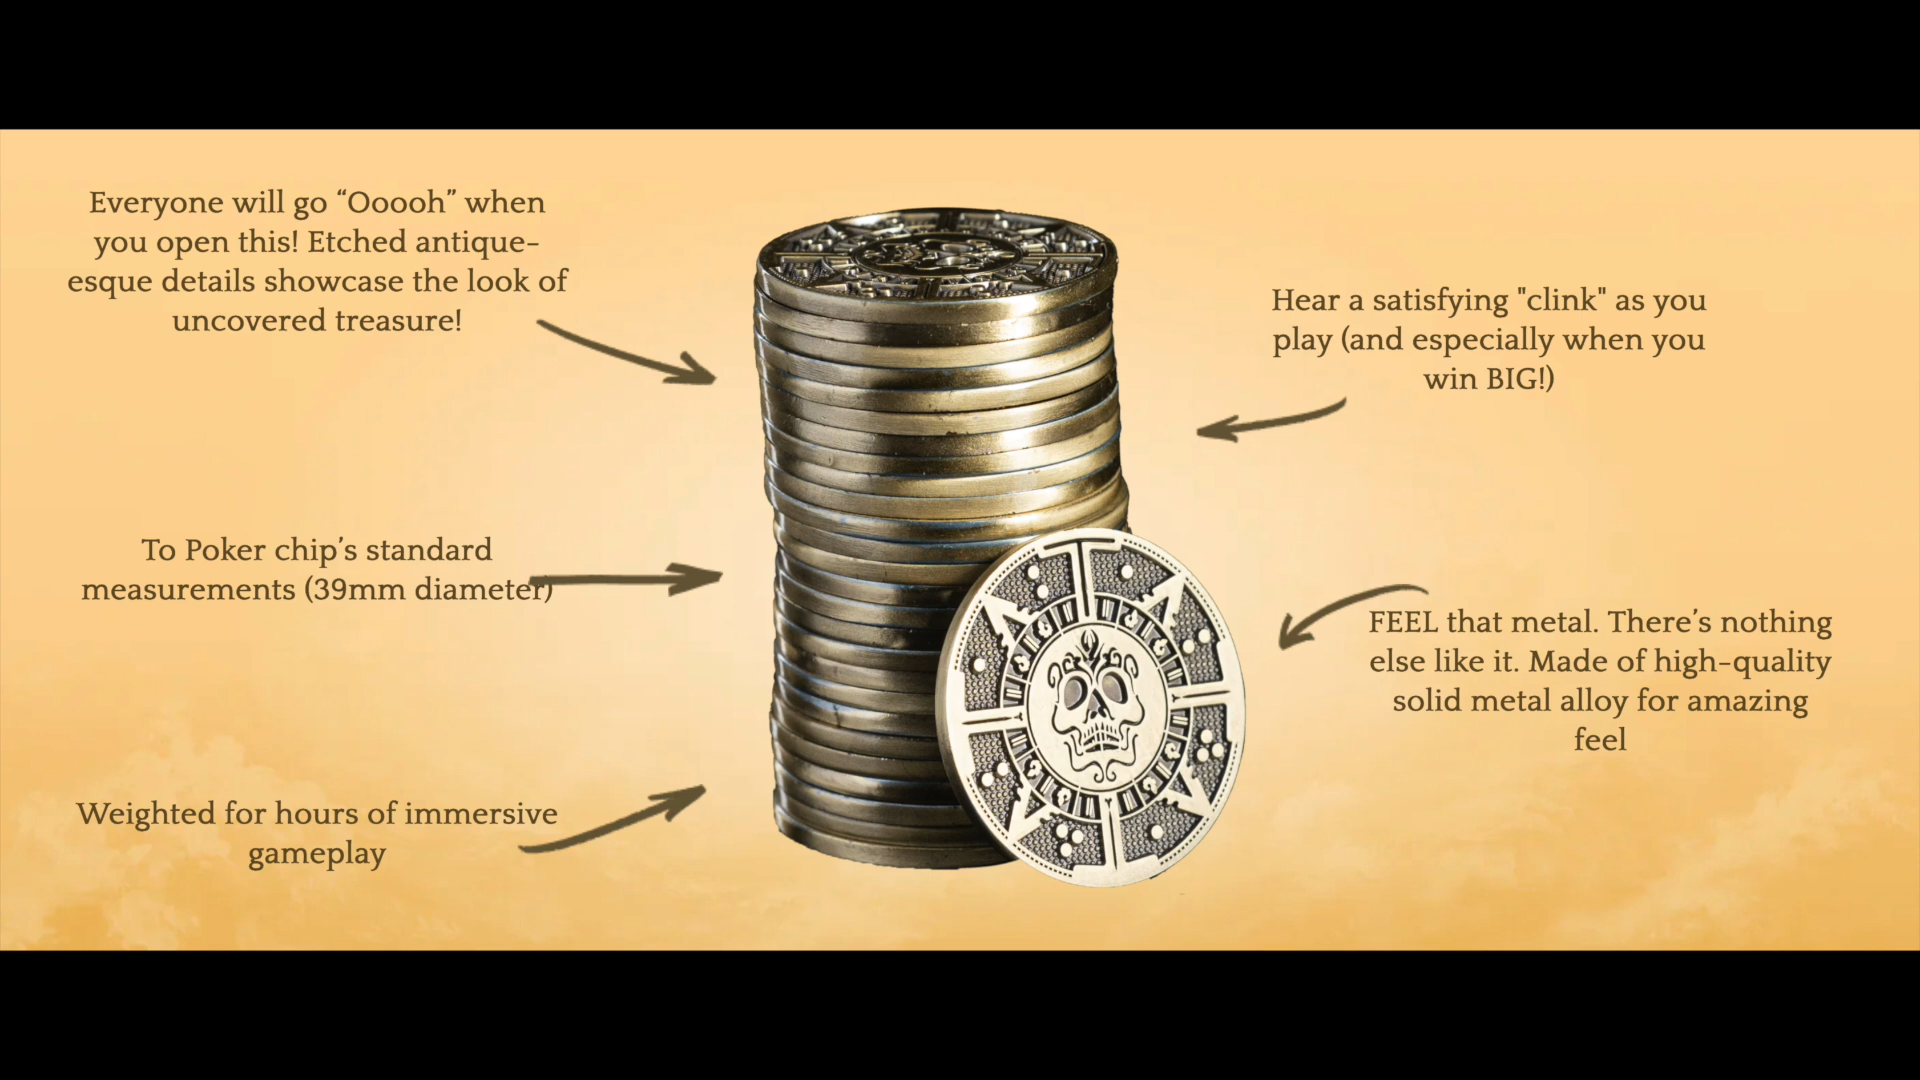 Everyone will go “Ooooh” when
you open this! Etched antique-
esque details showcase the look of
uncovered treasure!
To Poker chip’s standard
measurements (39mm diameter)
Weighted for hours of immersive
gameplay
Hear a satisfying "clink" as you
play (and especially when you
win BIG!)
FEEL that metal. There’s nothing
else like it. Made of high-quality
solid metal alloy for amazing
feel